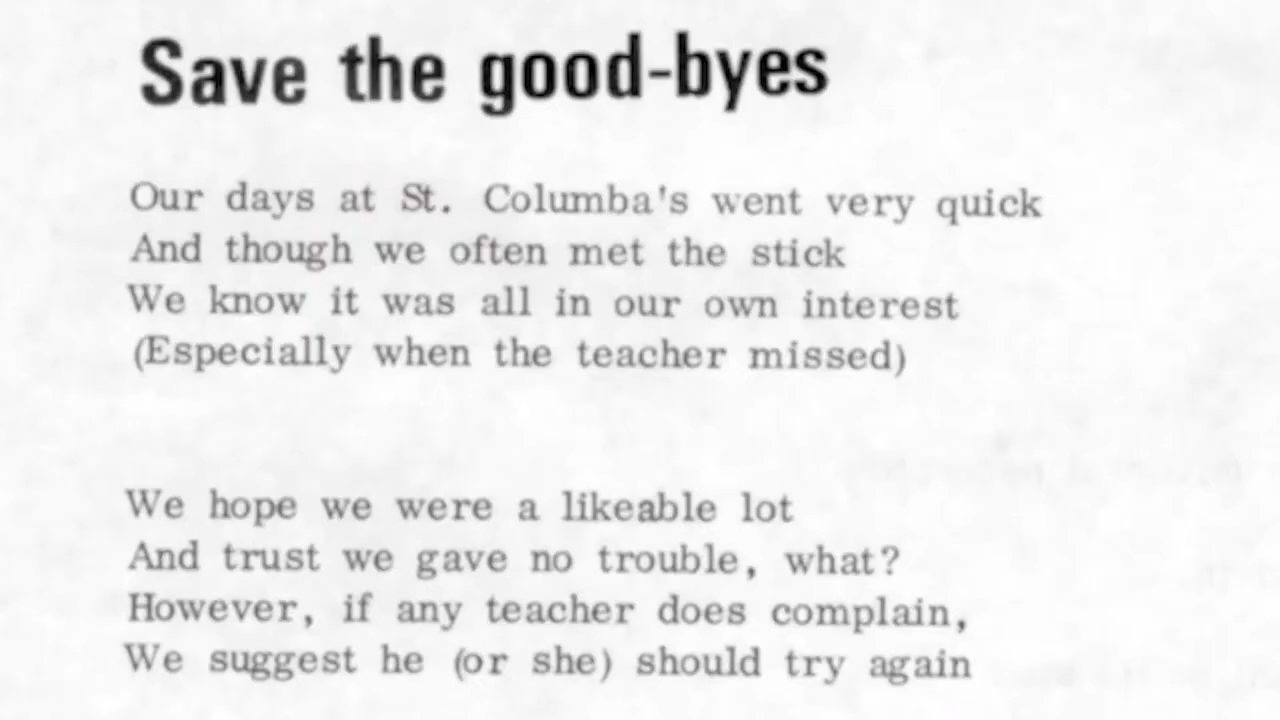 Save the good-byes
Our days at St. Columba's went very quick
And though we often met the stick
We know it was all in our own interest
(Especially when the teacher missed)
We hope we were a likeable lot
And trust we gave no trouble, what?
However, if any teacher does complain,
We suggest he (or she) should try again